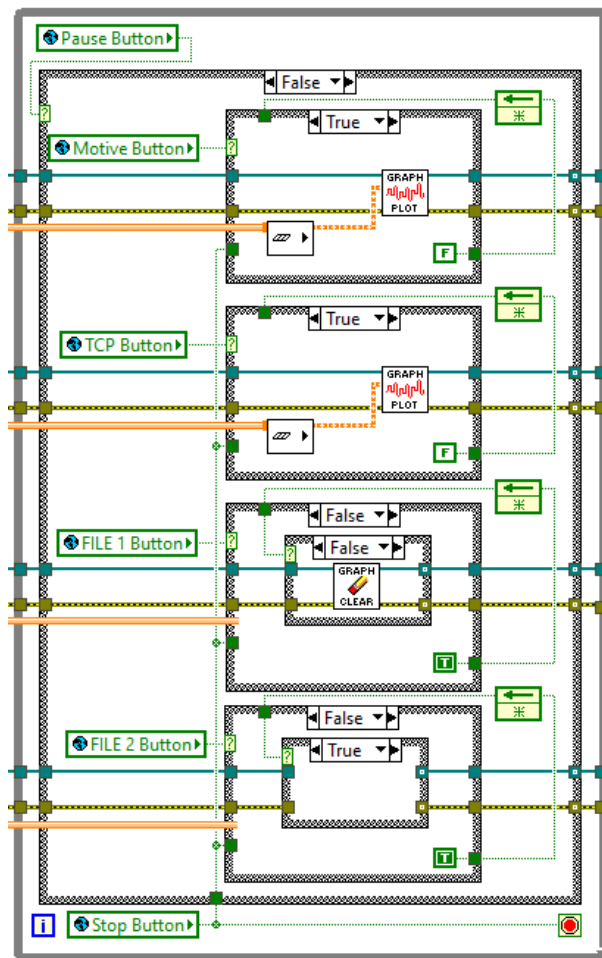 Pause Button
False
True
Motive Button
GRAPH
PLOT
F
True
TCP Button
GRAPH
PLOT
F
False
FILE 1 Button
False
GRAPH
CLEAR
T
False
FILE 2 Button
True
T
i
Stop Button